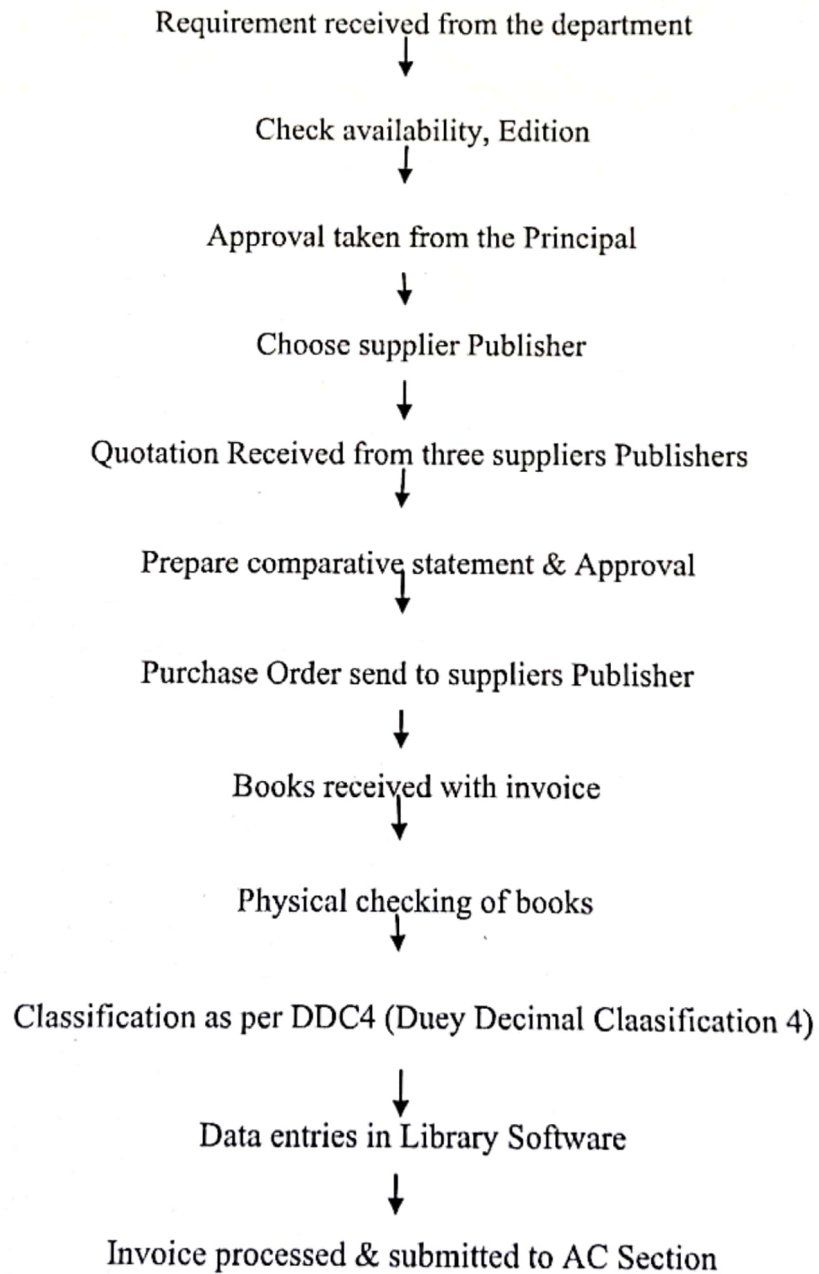 Requirement received from the department
Check availability, Edition
Approval taken from the Principal
Choose supplier Publisher
Quotation Received from three suppliers Publishers
Prepare comparative statement & Approval
Purchase Order send to suppliers Publisher
Books received with invoice
Physical checking of books
Classification as per DDC4 (Duey Decimal Claasification 4)
Data entries in Library Software
Invoice processed & submitted to AC Section